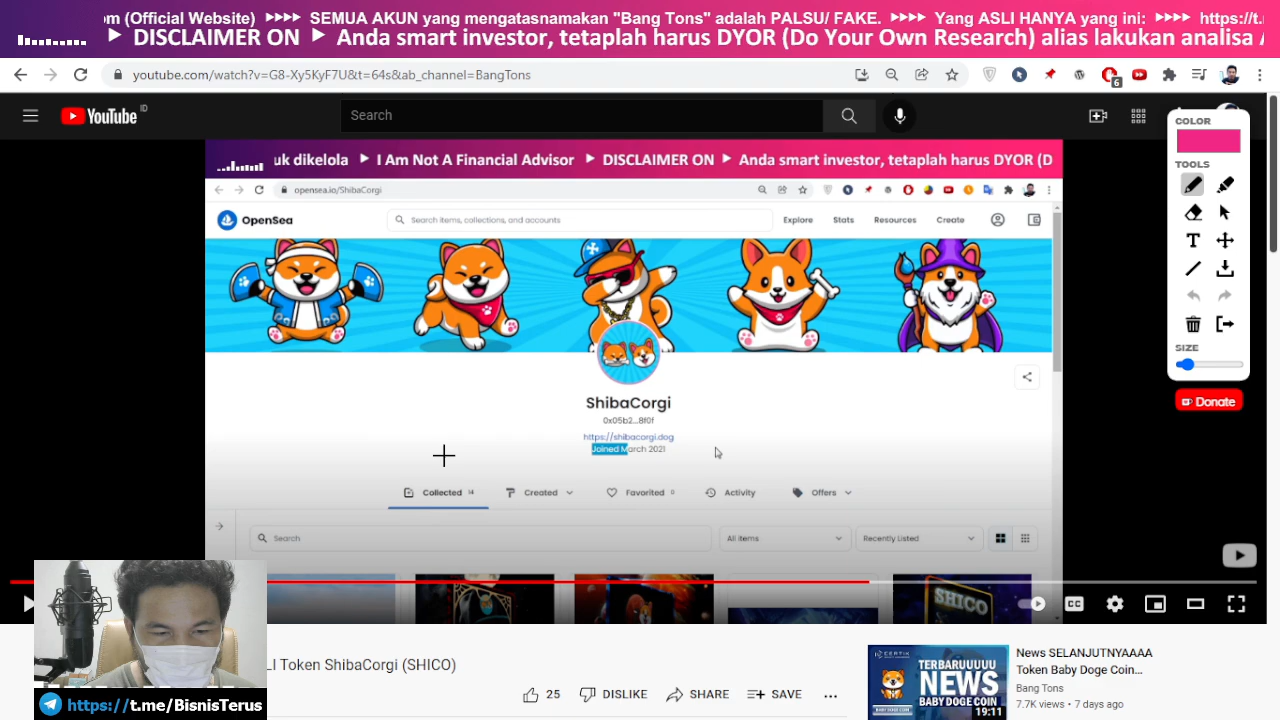 om (Official Website) ►►►► SEMUA AKUN yang mengatasnamakan "Bang Tons" adalah PALSU/ FAKE. ►►►► Yang ASLI HANYA yang ini: ►►►► https://t.
► DISCLAIMER ON ► Anda smart investor, tetaplah harus DYOR (Do Your Own Research) alias lakukan analisa
youtube.com/watch?v=G8-Xy5KyF7U&t=64s&ab_channel=BangTons
6
YouTube ID
Search
COLOR
TOOLS
T
SIZE
Donate
uk dikelola ► I Am Not A Financial Advisor ► DISCLAIMER ON ► Anda smart investor, tetaplah harus DYOR (D
opensea.io/ShibaCorgi
OpenSea
Search items, collections, and accounts
Explore Stats Resources Create
ShibaCorgi
0x05b2...8f0f
https://shibacorgi.dog
Joined March 2021
Collected 14 Created Favorited 0 Activity Offers
Search
All items
Recently Listed
SHICO
CC
LI Token ShibaCorgi (SHICO)
25 DISLIKE SHARE SAVE ...
https://t.me/BisnisTerus
CERTIK
TERBARUUUUU
NEWS
BABY DOGE COIN
19:11
News SELANJUTNYAAAA
Token Baby Doge Coin...
Bang Tons
7.7K views • 7 days ago